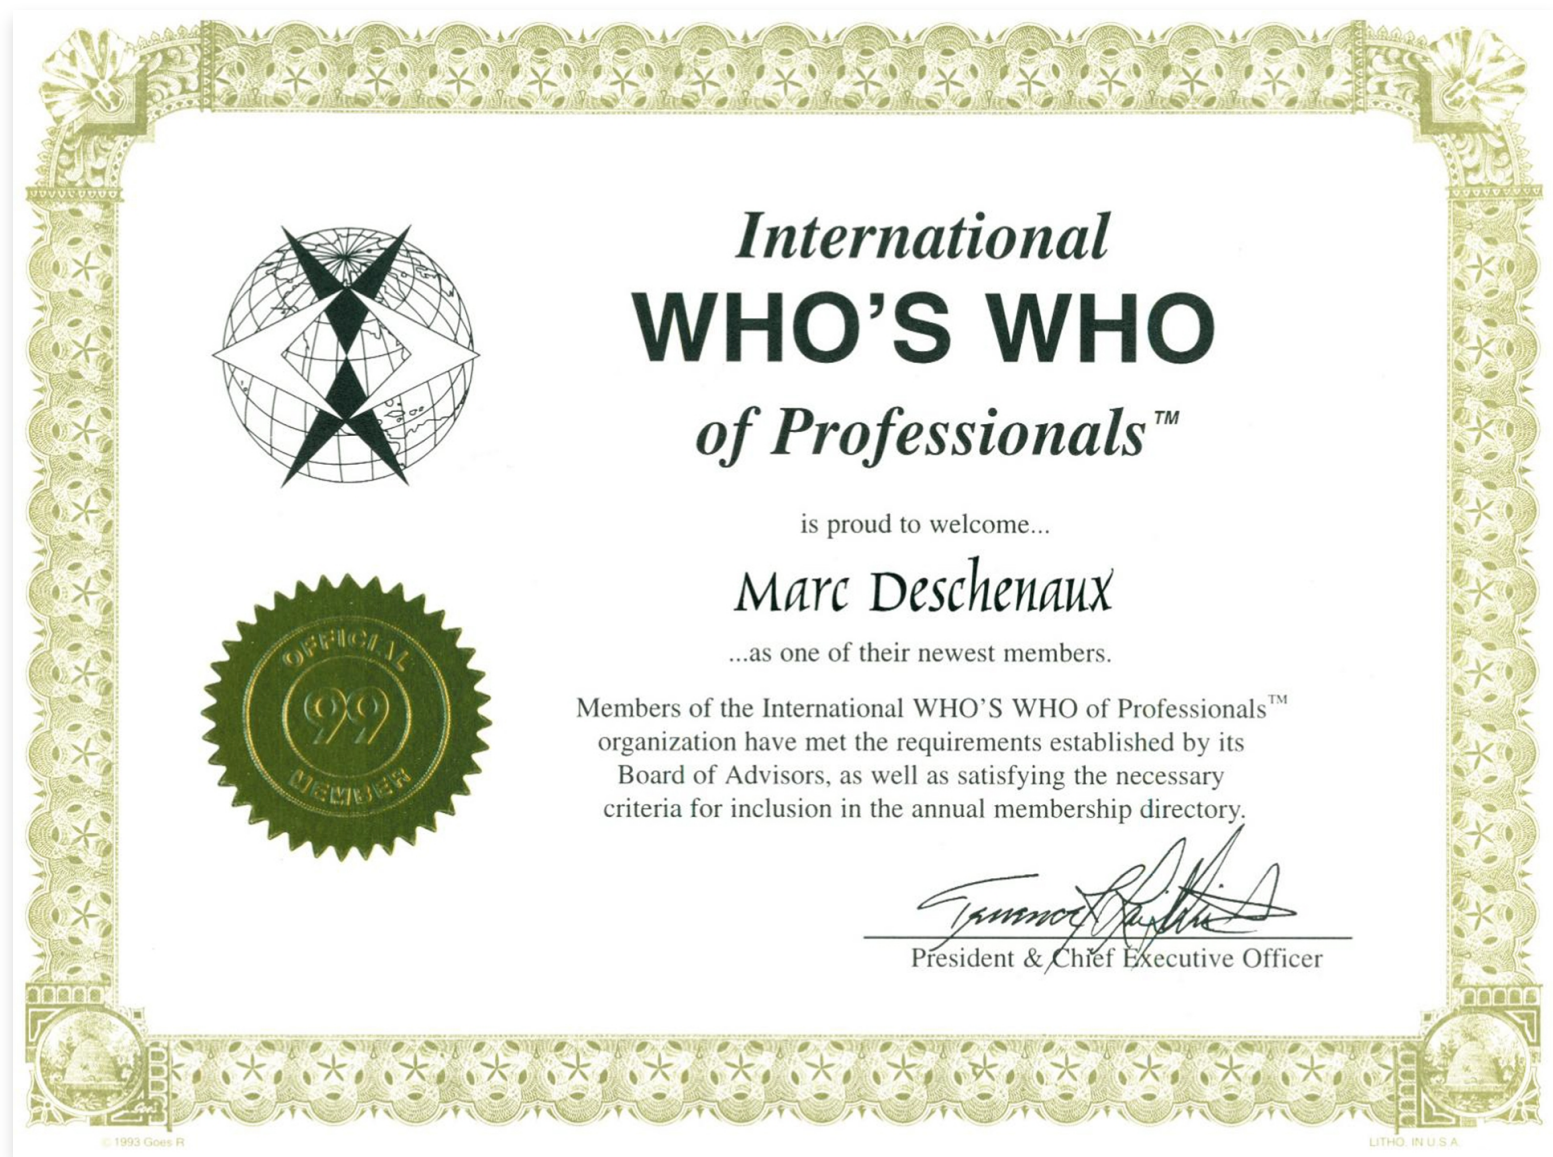 International
WHO'S WHO
of Professionals™
is proud to welcome...
Marc Deschenaux
...as one of their newest members.
Members of the International WHO'S WHO of Professionals™
organization have met the requirements established by its
Board of Advisors, as well as satisfying the necessary
criteria for inclusion in the annual membership directory.
President & Chief Executive Officer
OFFICIAL
99
MEMBER
© 1993 Goes R
LITHO. IN U.S.A.